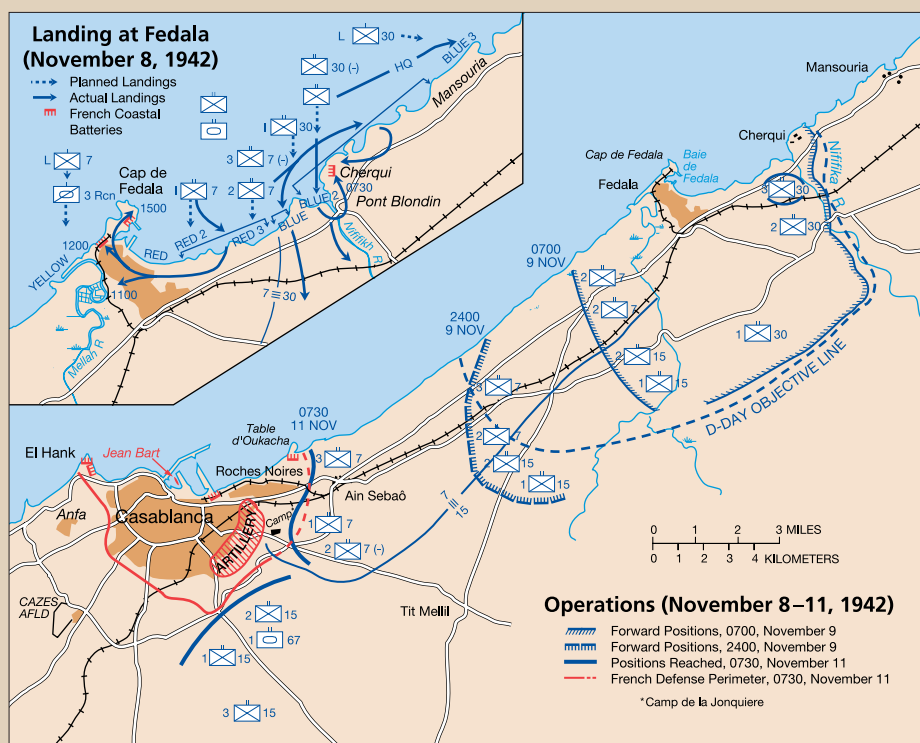 Landing at Fedala
(November 8, 1942)
Planned Landings
Actual Landings
French Coastal
Batteries
L 30
30 (-)
HQ
BLUE 3
Mansouria
I 30
3 7 (-)
L 7
3 Rcn
Cap de
Fedala
I 7
2 7
Cherqui
0730
BLUE 2
Pont Blondin
1500
1200
RED 2
RED 3
BLUE
RED
YELLOW
1100
7 30
Nififikh R
Mellah R
Mansouria
Cherqui
Cap de Fedala
Baie
de
Fedala
Fedala
Nififika R
3 30
2 30
0700
9 NOV
2 7
2 7
2 15
1 15
1 30
2400
9 NOV
D-DAY OBJECTIVE LINE
3 7
2 7
2 15
1 15
0730
11 NOV
Table
d'Oukacha
El Hank
Jean Bart
Roches Noires
3 7
Ain Sebaô
7
15
Anfa
Casablanca
ARTILLERY
Camp*
1 7
2 7 (-)
0 1 2 3 MILES
0 1 2 3 4 KILOMETERS
CAZES
AFLD
Tit Mellil
2 15
1 67
1 15
3 15
Operations (November 8–11, 1942)
Forward Positions, 0700, November 9
Forward Positions, 2400, November 9
Positions Reached, 0730, November 11
French Defense Perimeter, 0730, November 11
*Camp de la Jonquiere